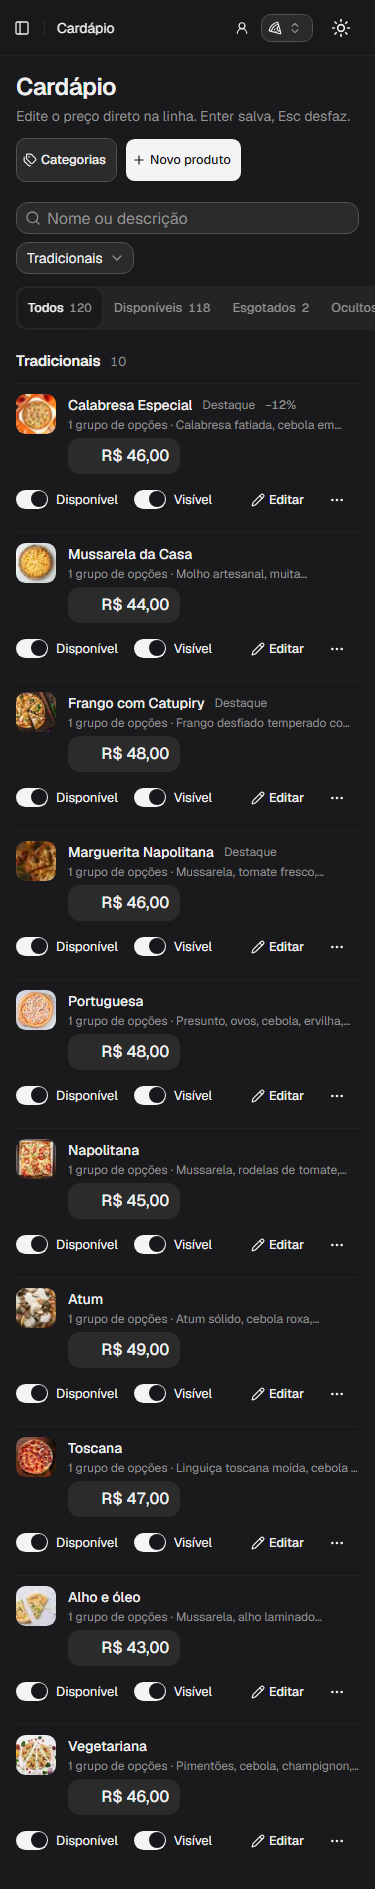 Cardápio
Cardápio
Edite o preço direto na linha. Enter salva, Esc desfaz.
Categorias
Novo produto
Nome ou descrição
Tradicionais
Todos 120 Disponíveis 118 Esgotados 2 Ocultos
Tradicionais 10
Calabresa Especial Destaque −12%
1 grupo de opções · Calabresa fatiada, cebola em…
R$ 46,00
Disponível Visível Editar
Mussarela da Casa
1 grupo de opções · Molho artesanal, muita…
R$ 44,00
Disponível Visível Editar
Frango com Catupiry Destaque
1 grupo de opções · Frango desfiado temperado co…
R$ 48,00
Disponível Visível Editar
Marguerita Napolitana Destaque
1 grupo de opções · Mussarela, tomate fresco,…
R$ 46,00
Disponível Visível Editar
Portuguesa
1 grupo de opções · Presunto, ovos, cebola, ervilha,…
R$ 48,00
Disponível Visível Editar
Napolitana
1 grupo de opções · Mussarela, rodelas de tomate,…
R$ 45,00
Disponível Visível Editar
Atum
1 grupo de opções · Atum sólido, cebola roxa,…
R$ 49,00
Disponível Visível Editar
Toscana
1 grupo de opções · Linguiça toscana moída, cebola …
R$ 47,00
Disponível Visível Editar
Alho e óleo
1 grupo de opções · Mussarela, alho laminado…
R$ 43,00
Disponível Visível Editar
Vegetariana
1 grupo de opções · Pimentões, cebola, champignon,…
R$ 46,00
Disponível Visível Editar